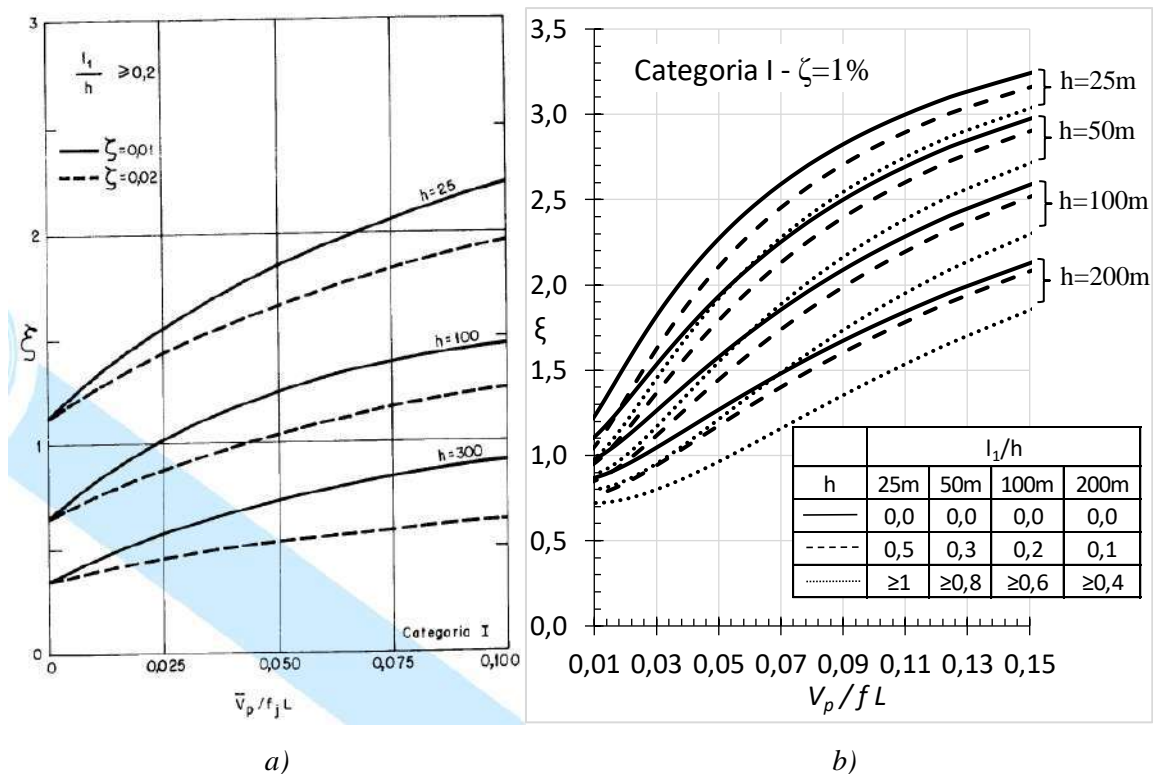 3
l₁/h ≥0,2
ζ=0,01
ζ=0,02
h=25
2
ξ
h=100
1
h=300
Categoria I
0
0 0,025 0,050 0,075 0,100
V̅p/fjL
a)
3,5
Categoria I - ζ=1%
h=25m
3,0
h=50m
2,5
h=100m
2,0
h=200m
ξ
1,5
1,0
l₁/h
h 25m 50m 100m 200m
0,0 0,0 0,0 0,0
0,5 0,3 0,2 0,1
≥1 ≥0,8 ≥0,6 ≥0,4
0,5
0,0
0,01 0,03 0,05 0,07 0,09 0,11 0,13 0,15
Vp / f L
b)